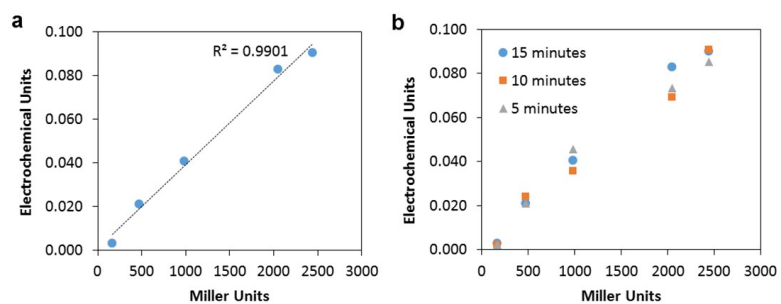 a
R² = 0.9901
0.100
0.080
0.060
0.040
0.020
0.000
0 500 1000 1500 2000 2500 3000
Electrochemical Units
Miller Units
b
15 minutes
10 minutes
5 minutes
0.100
0.080
0.060
0.040
0.020
0.000
0 500 1000 1500 2000 2500 3000
Electrochemical Units
Miller Units